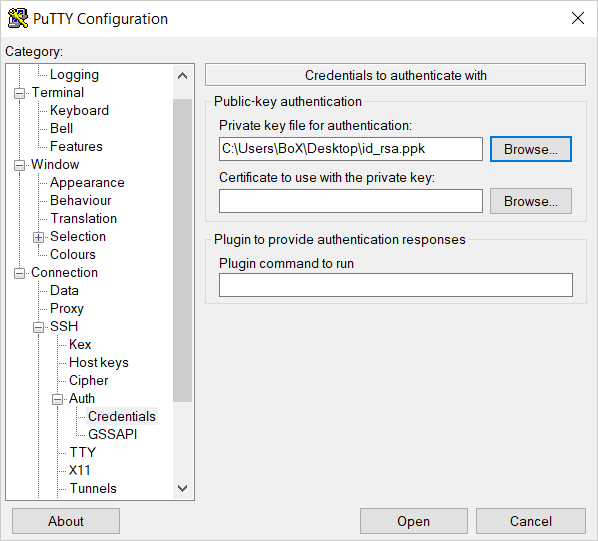 PuTTY Configuration
Category:
Logging
Terminal
Keyboard
Bell
Features
Window
Appearance
Behaviour
Translation
Selection
Colours
Connection
Data
Proxy
SSH
Kex
Host keys
Cipher
Auth
Credentials
GSSAPI
TTY
X11
Tunnels
Credentials to authenticate with
Public-key authentication
Private key file for authentication:
C:\Users\BoX\Desktop\id_rsa.ppk
Browse...
Certificate to use with the private key:
Browse...
Plugin to provide authentication responses
Plugin command to run
About
Open
Cancel